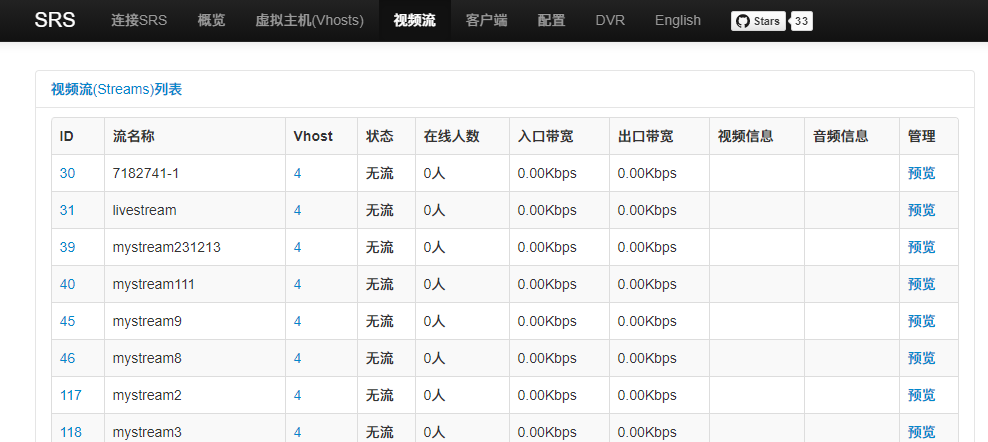 SRS 连接SRS 概览 虚拟主机(Vhosts) 视频流 客户端 配置 DVR English Stars 33
视频流(Streams)列表
ID 流名称 Vhost 状态 在线人数 入口带宽 出口带宽 视频信息 音频信息 管理
30 7182741-1 4 无流 0人 0.00Kbps 0.00Kbps 预览
31 livestream 4 无流 0人 0.00Kbps 0.00Kbps 预览
39 mystream231213 4 无流 0人 0.00Kbps 0.00Kbps 预览
40 mystream111 4 无流 0人 0.00Kbps 0.00Kbps 预览
45 mystream9 4 无流 0人 0.00Kbps 0.00Kbps 预览
46 mystream8 4 无流 0人 0.00Kbps 0.00Kbps 预览
117 mystream2 4 无流 0人 0.00Kbps 0.00Kbps 预览
118 mystream3 4 无流 0人 0.00Kbps 0.00Kbps 预览